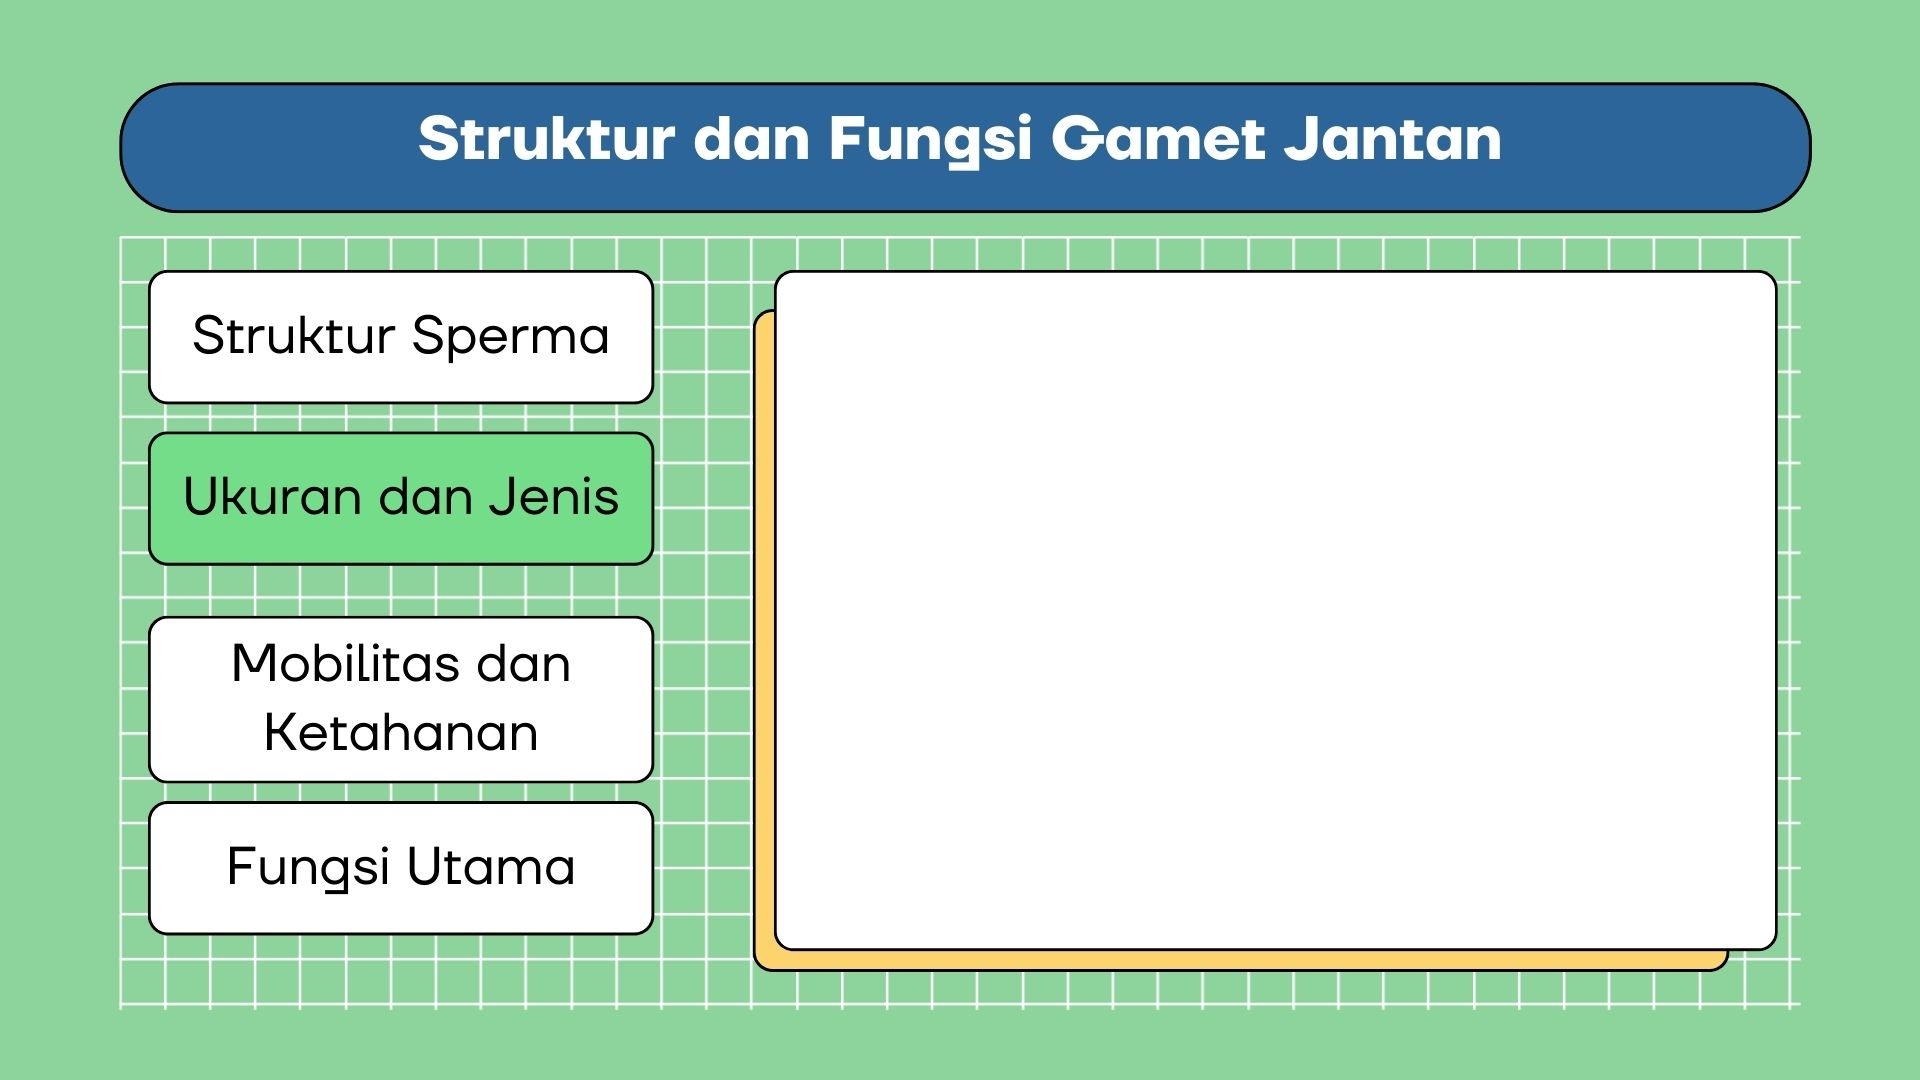 Struktur dan Fungsi Gamet Jantan
Struktur Sperma
Ukuran dan Jenis
Mobilitas dan
Ketahanan
Fungsi Utama